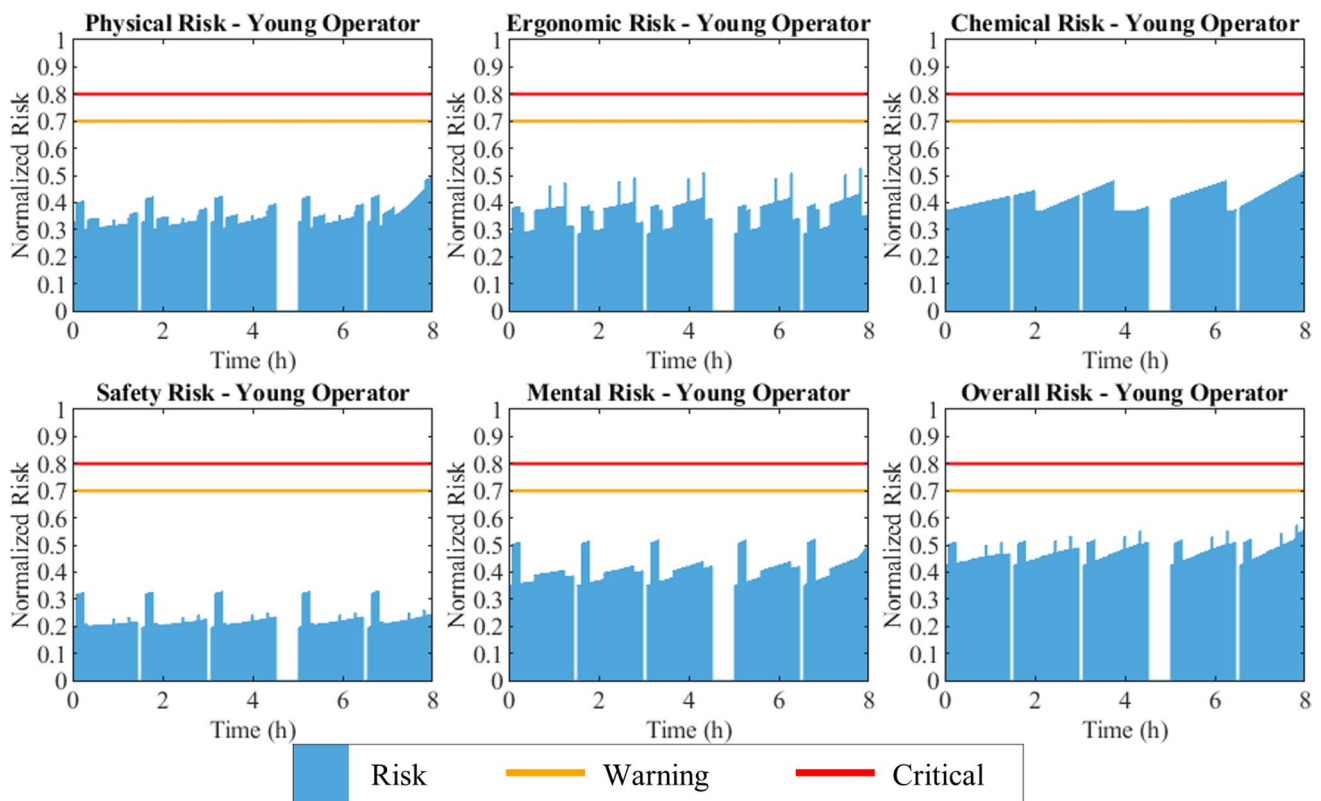 Physical Risk - Young Operator
Normalized Risk
1
0.9
0.8
0.7
0.6
0.5
0.4
0.3
0.2
0.1
0
0 2 4 6 8
Time (h)
Ergonomic Risk - Young Operator
Normalized Risk
1
0.9
0.8
0.7
0.6
0.5
0.4
0.3
0.2
0.1
0
0 2 4 6 8
Time (h)
Chemical Risk - Young Operator
Normalized Risk
1
0.9
0.8
0.7
0.6
0.5
0.4
0.3
0.2
0.1
0
0 2 4 6 8
Time (h)
Safety Risk - Young Operator
Normalized Risk
1
0.9
0.8
0.7
0.6
0.5
0.4
0.3
0.2
0.1
0
0 2 4 6 8
Time (h)
Mental Risk - Young Operator
Normalized Risk
1
0.9
0.8
0.7
0.6
0.5
0.4
0.3
0.2
0.1
0
0 2 4 6 8
Time (h)
Overall Risk - Young Operator
Normalized Risk
1
0.9
0.8
0.7
0.6
0.5
0.4
0.3
0.2
0.1
0
0 2 4 6 8
Time (h)
Risk Warning Critical